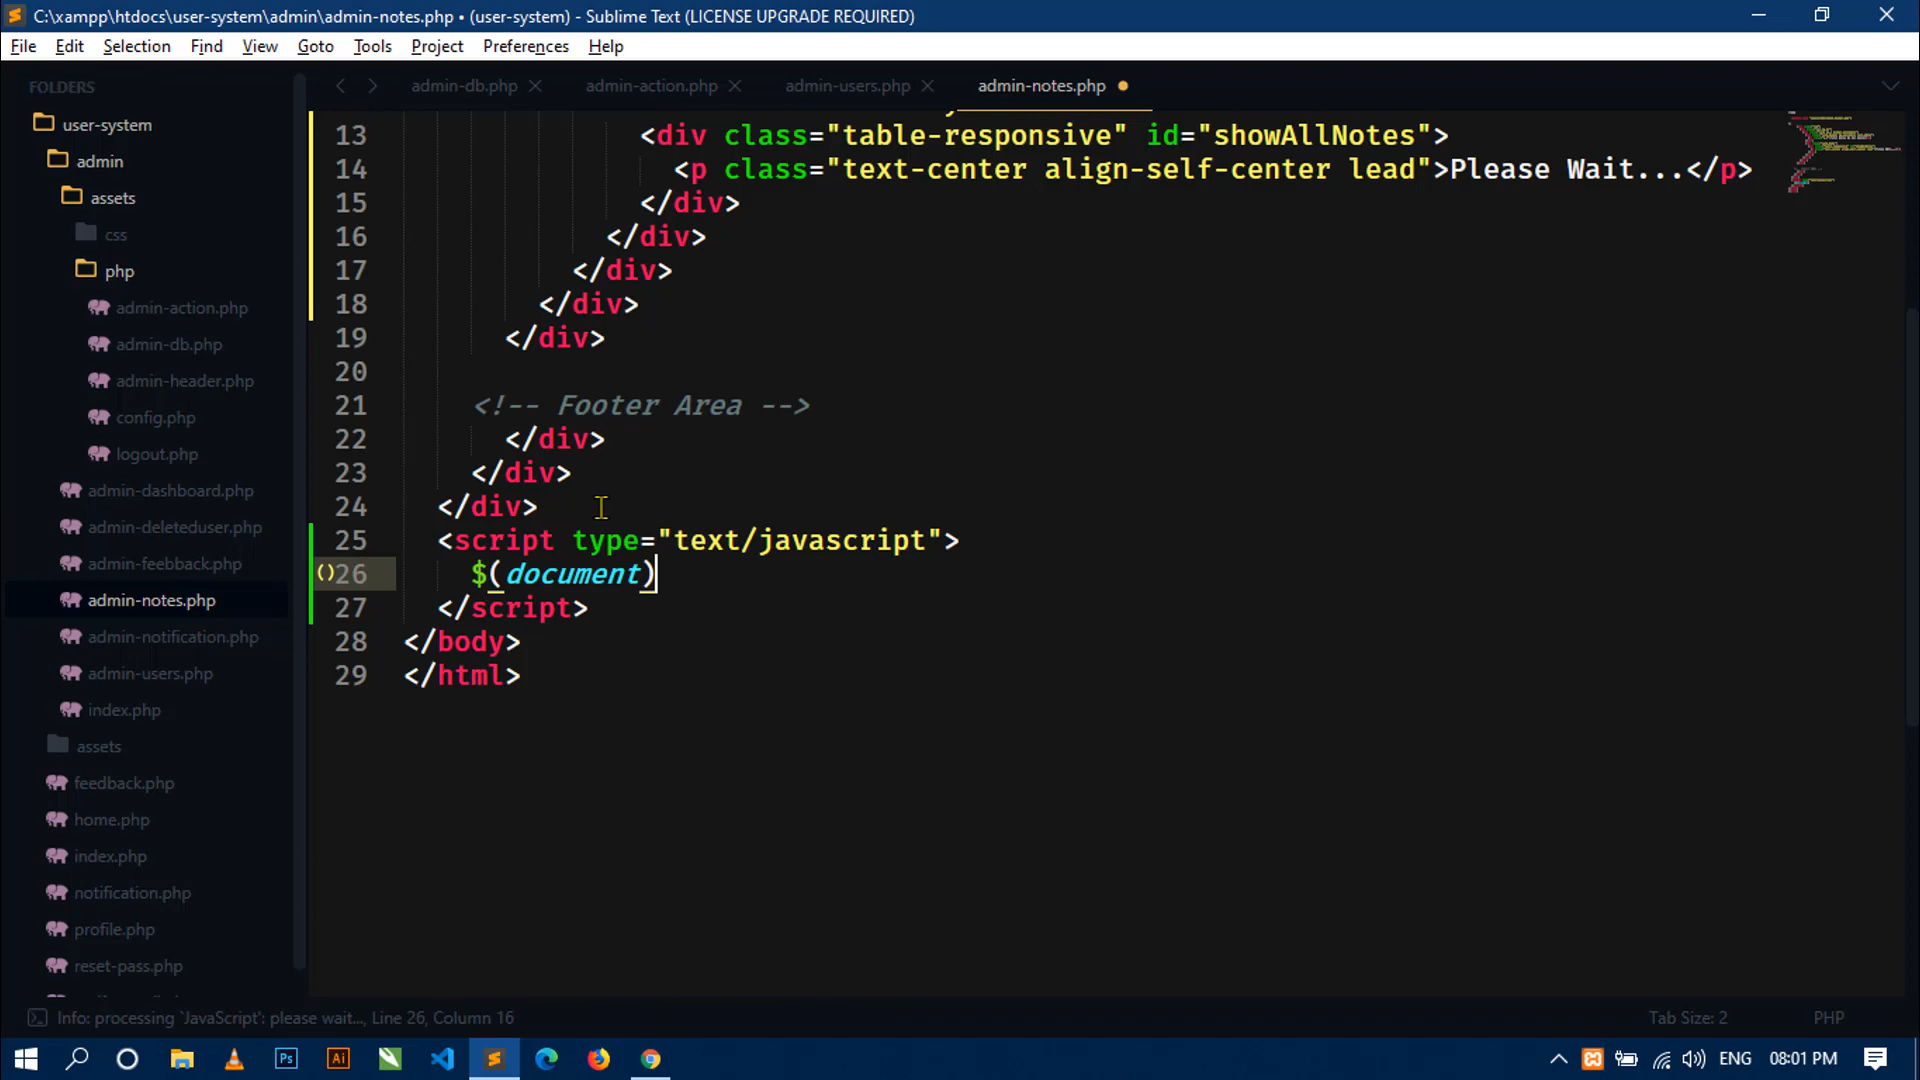 C:\xampp\htdocs\user-system\admin\admin-notes.php • (user-system) - Sublime Text (LICENSE UPGRADE REQUIRED)
File Edit Selection Find View Goto Tools Project Preferences Help
FOLDERS
user-system
admin
assets
css
php
admin-action.php
admin-db.php
admin-header.php
config.php
logout.php
admin-dashboard.php
admin-deleteduser.php
admin-feebback.php
admin-notes.php
admin-notification.php
admin-users.php
index.php
assets
feedback.php
home.php
index.php
notification.php
profile.php
reset-pass.php
admin-db.php admin-action.php admin-users.php admin-notes.php
13 <div class="table-responsive" id="showAllNotes">
14 <p class="text-center align-self-center lead">Please Wait...</p>
15 </div>
16 </div>
17 </div>
18 </div>
19 </div>
20
21 <!-- Footer Area -->
22 </div>
23 </div>
24 </div>
25 <script type="text/javascript">
()26 $(document)
27 </script>
28 </body>
29 </html>
Info: processing `JavaScript': please wait..., Line 26, Column 16
Tab Size: 2 PHP
Ps Ai ENG 08:01 PM